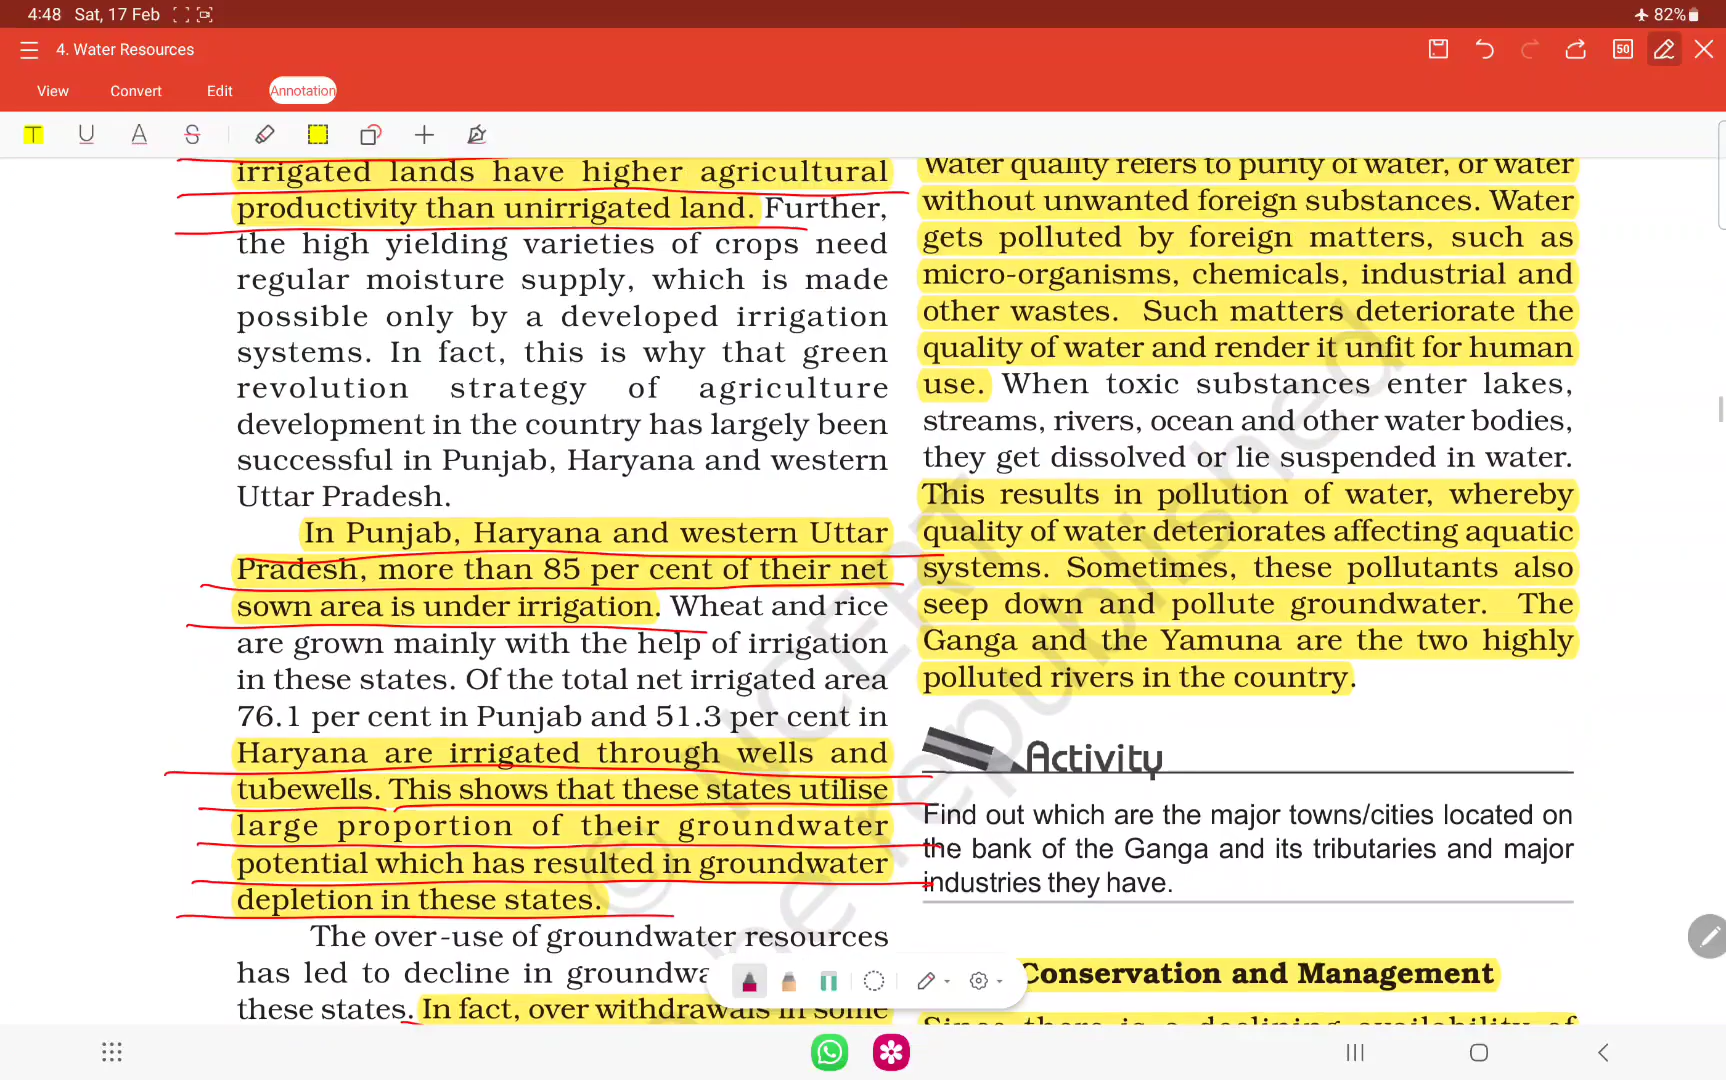 4:48 Sat, 17 Feb
82%
4. Water Resources
50
View Convert Edit Annotation
irrigated lands have higher agricultural
productivity than unirrigated land. Further,
the high yielding varieties of crops need
regular moisture supply, which is made
possible only by a developed irrigation
systems. In fact, this is why that green
revolution strategy of agriculture
development in the country has largely been
successful in Punjab, Haryana and western
Uttar Pradesh.
In Punjab, Haryana and western Uttar
Pradesh, more than 85 per cent of their net
sown area is under irrigation. Wheat and rice
are grown mainly with the help of irrigation
in these states. Of the total net irrigated area
76.1 per cent in Punjab and 51.3 per cent in
Haryana are irrigated through wells and
tubewells. This shows that these states utilise
large proportion of their groundwater
potential which has resulted in groundwater
depletion in these states.
The over-use of groundwater resources
has led to decline in
these states. In fact, over withdrawals in some
Water quality refers to purity of water, or water
without unwanted foreign substances. Water
gets polluted by foreign matters, such as
micro-organisms, chemicals, industrial and
other wastes. Such matters deteriorate the
quality of water and render it unfit for human
use. When toxic substances enter lakes,
streams, rivers, ocean and other water bodies,
they get dissolved or lie suspended in water.
This results in pollution of water, whereby
quality of water deteriorates affecting aquatic
systems. Sometimes, these pollutants also
seep down and pollute groundwater. The
Ganga and the Yamuna are the two highly
polluted rivers in the country.
Activity
Find out which are the major towns/cities located on
the bank of the Ganga and its tributaries and major
industries they have.
Conservation and Management
Since there is a declining availability of
© NCERT
be republished